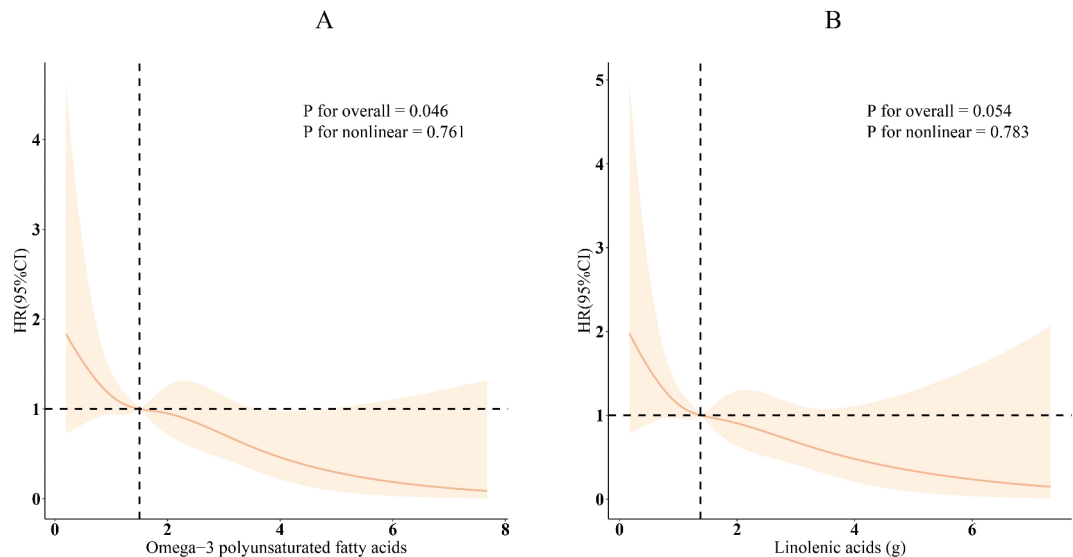 A
P for overall = 0.046
P for nonlinear = 0.761
HR(95%CI)
4
3
2
1
0
0
2
4
6
8
Omega−3 polyunsaturated fatty acids
B
P for overall = 0.054
P for nonlinear = 0.783
HR(95%CI)
5
4
3
2
1
0
0
2
4
6
Linolenic acids (g)